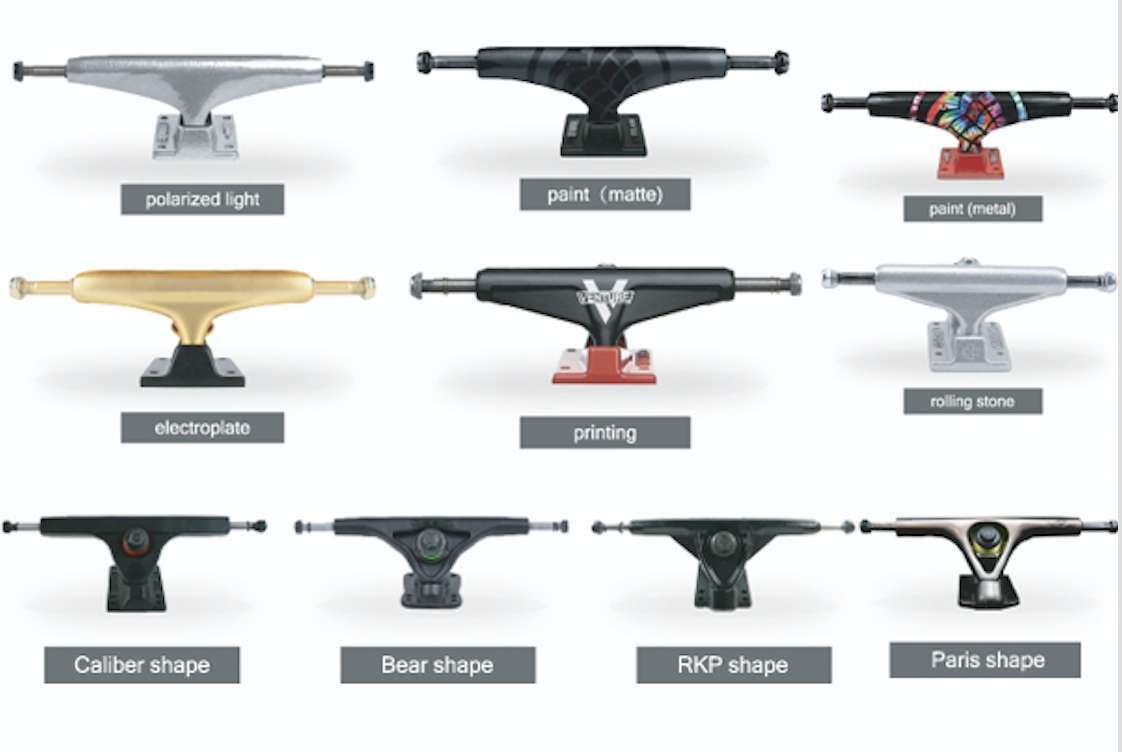 polarized light
paint（matte)
paint (metal)
VENTURE
electroplate
printing
rolling stone
Caliber shape
Bear shape
RKP shape
Paris shape